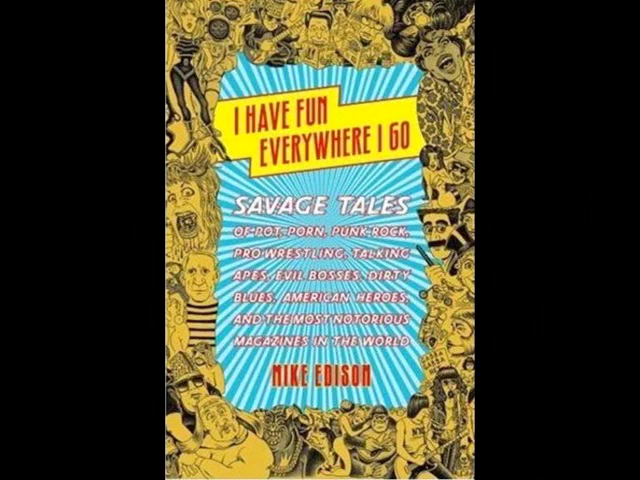 I HAVE FUN
EVERYWHERE I GO
SAVAGE TALES
OF POT, PORN, PUNK ROCK,
PRO WRESTLING, TALKING
APES, EVIL BOSSES, DIRTY
BLUES, AMERICAN HEROES,
AND THE MOST NOTORIOUS
MAGAZINES IN THE WORLD
MIKE EDISON